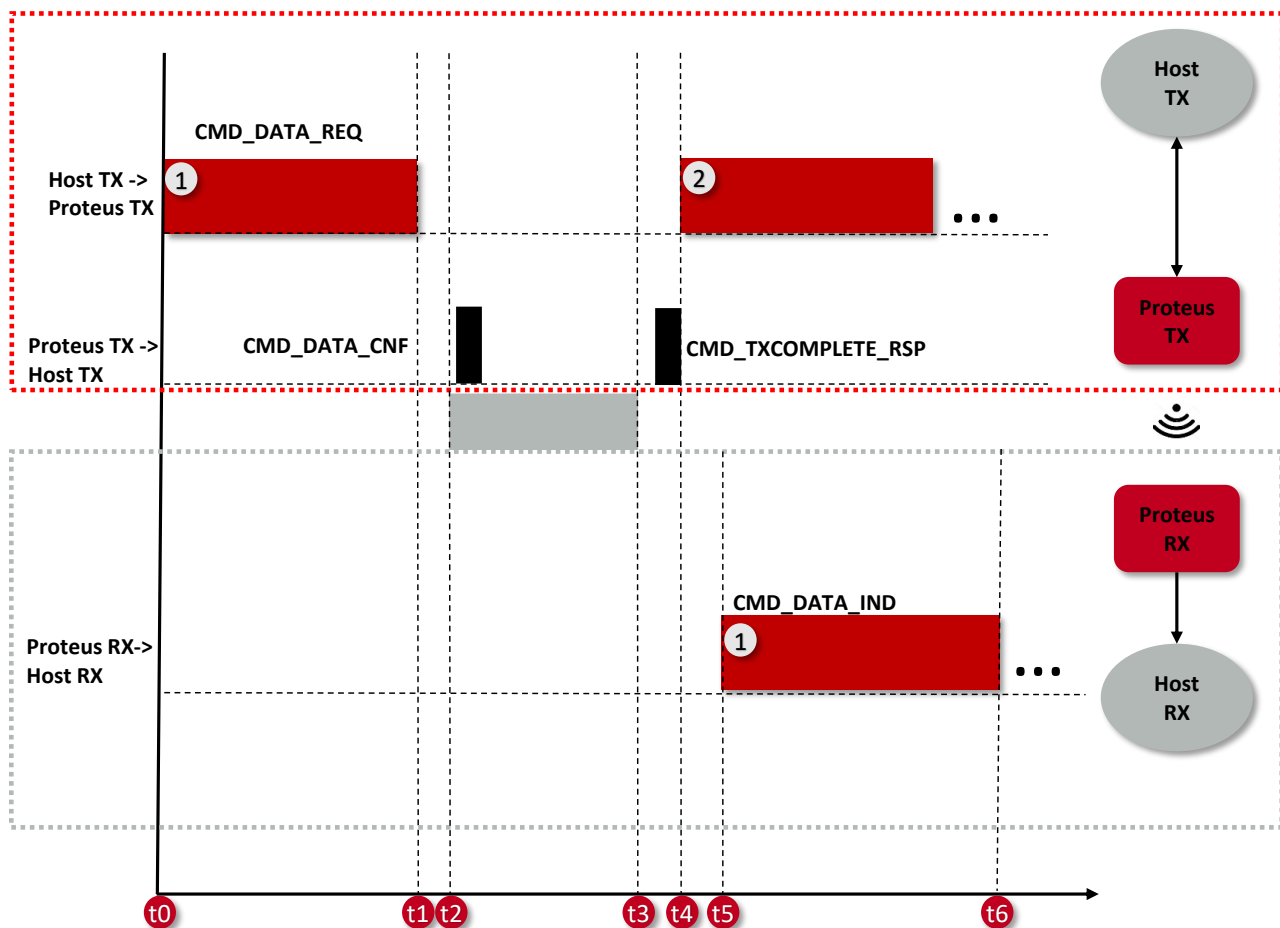 Host
TX
CMD_DATA_REQ
1
2
Host TX ->
Proteus TX
...
Proteus
TX
Proteus TX ->
Host TX
CMD_DATA_CNF
CMD_TXCOMPLETE_RSP
Proteus
RX
CMD_DATA_IND
1
Proteus RX->
Host RX
...
Host
RX
t0
t1
t2
t3
t4
t5
t6